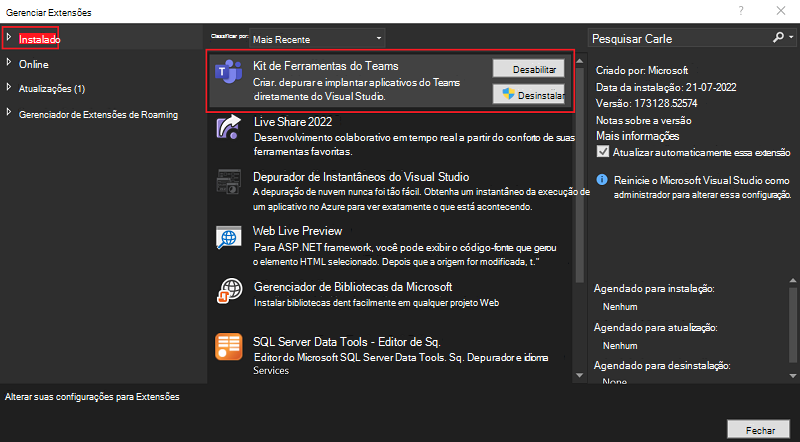 Gerenciar Extensões
?
Instalado
Online
Atualizações (1)
Gerenciador de Extensões de Roaming
Classificar por: Mais Recente
Kit de Ferramentas do Teams
Criar. depurar e implantar aplicativos do Teams
diretamente do Visual Studio.
Desabilitar
Desinstalar
Live Share 2022
Desenvolvimento colaborativo em tempo real a partir do conforto de suas
ferramentas favoritas.
Depurador de Instantâneos do Visual Studio
A depuração de nuvem nunca foi tão fácil. Obtenha um instantâneo da execução de
um aplicativo no Azure para ver exatamente o que está acontecendo.
Web Live Preview
Para ASP.NET framework, você pode exibir o código-fonte que gerou
o elemento HTML selecionado. Depois que a origem for modificada, t."
Gerenciador de Bibliotecas da Microsoft
Instalar bibliotecas dent facilmente em qualquer projeto Web
SQL Server Data Tools - Editor de Sq.
Editor do Microsoft SQL Server Data Tools. Sq. Depurador e idioma
Services
Pesquisar Carle
Criado por: Microsoft
Data da instalação: 21-07-2022
Versão: 173128.52574
Notas sobre a versão
Mais informações
Atualizar automaticamente essa extensão
Reinicie o Microsoft Visual Studio como
administrador para alterar essa configuração.
Agendado para instalação:
Nenhum
Agendado para atualização:
Nenhum
Agendado para desinstalação:
None
Alterar suas configurações para Extensões
Fechar